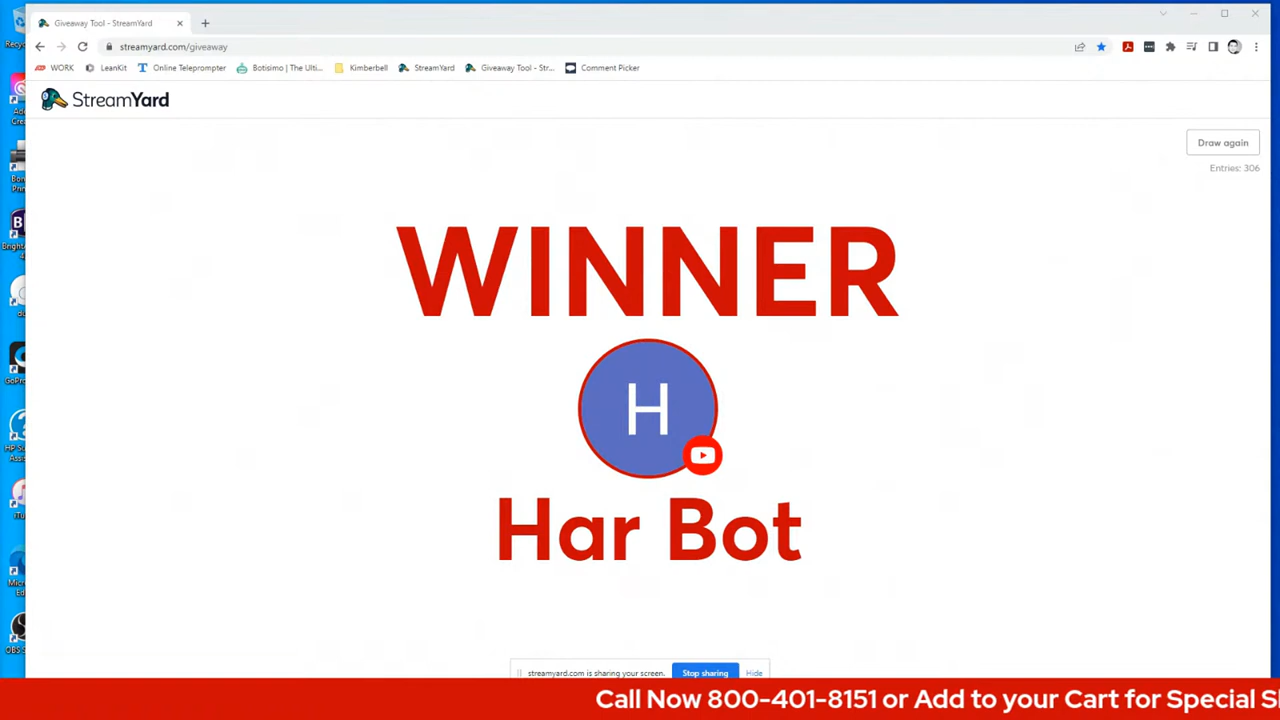 Giveaway Tool - StreamYard
streamyard.com/giveaway
WORK LeanKit Online Teleprompter Botisimo | The Ulti... Kimberbell StreamYard Giveaway Tool - Str... Comment Picker
StreamYard
Draw again
Entries: 306
WINNER
H
Har Bot
streamyard.com is sharing your screen. Stop sharing Hide
Call Now 800-401-8151 or Add to your Cart for Special S